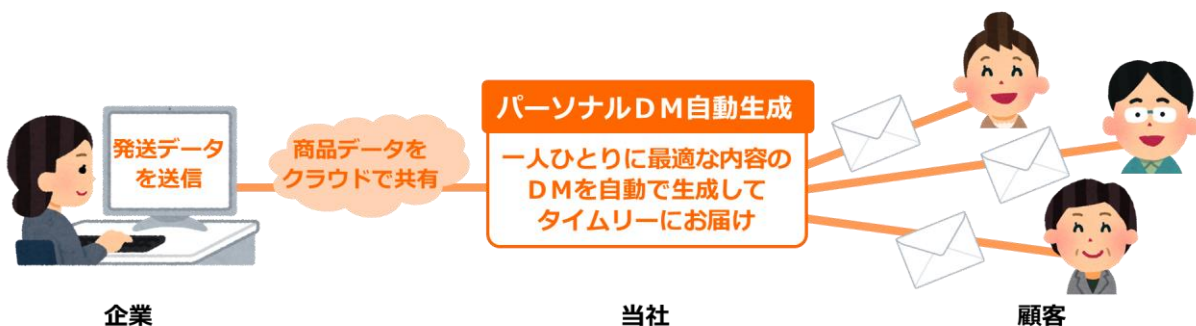 発送データ
を送信
商品データを
クラウドで共有
パーソナルDM自動生成
一人ひとりに最適な内容の
DMを自動で生成して
タイムリーにお届け
企業
当社
顧客